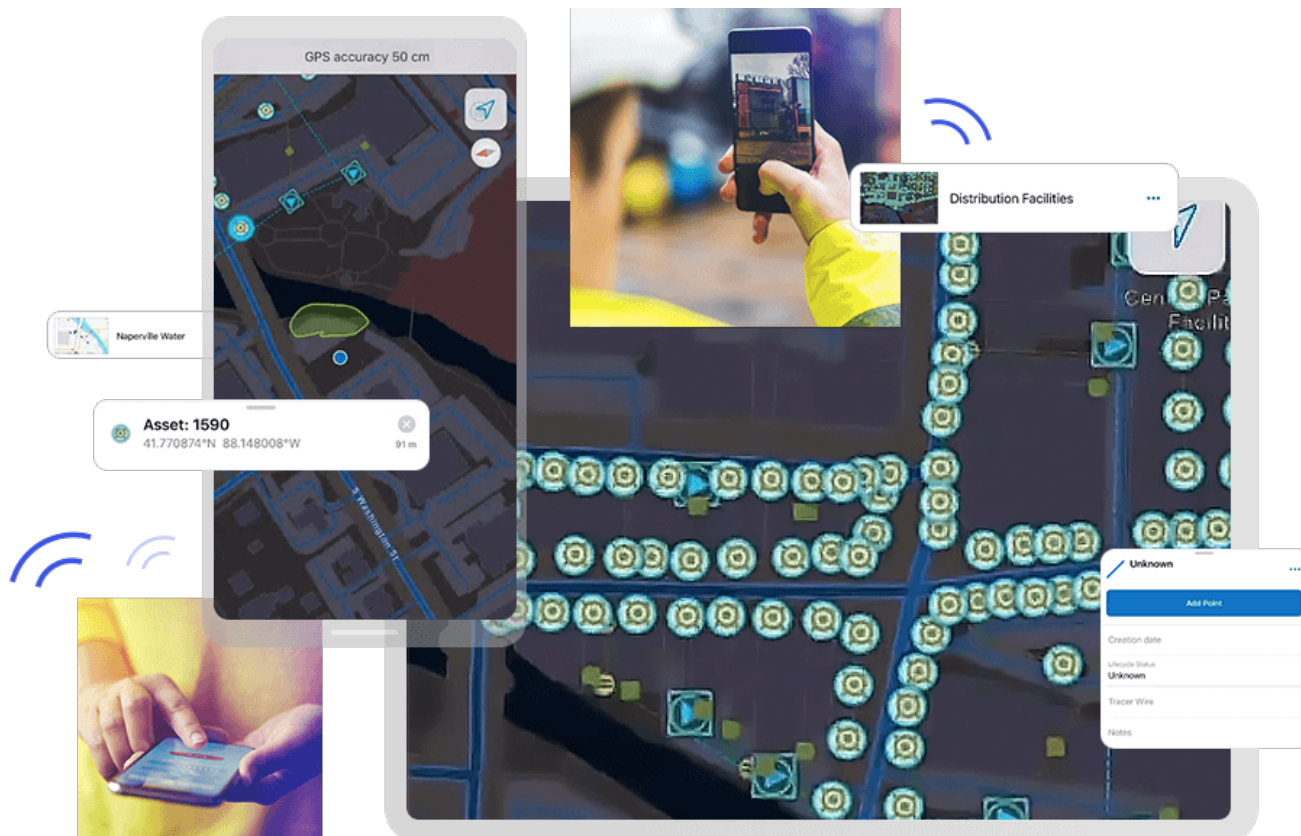 GPS accuracy 50 cm
Distribution Facilities
Naperville Water
Asset: 1590
41.770874°N 88.148008°W
91 m
S Washington St
Unknown
Add Point
Creation date
Lifecycle Status
Unknown
Tracer Wire
Notes